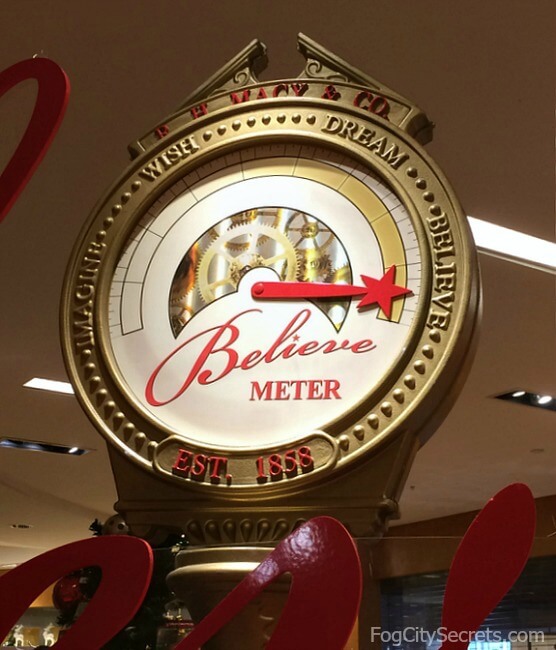 R. H. MACY & CO.
IMAGINE WISH DREAM BELIEVE
Believe
METER
EST. 1858
FogCitySecrets.com